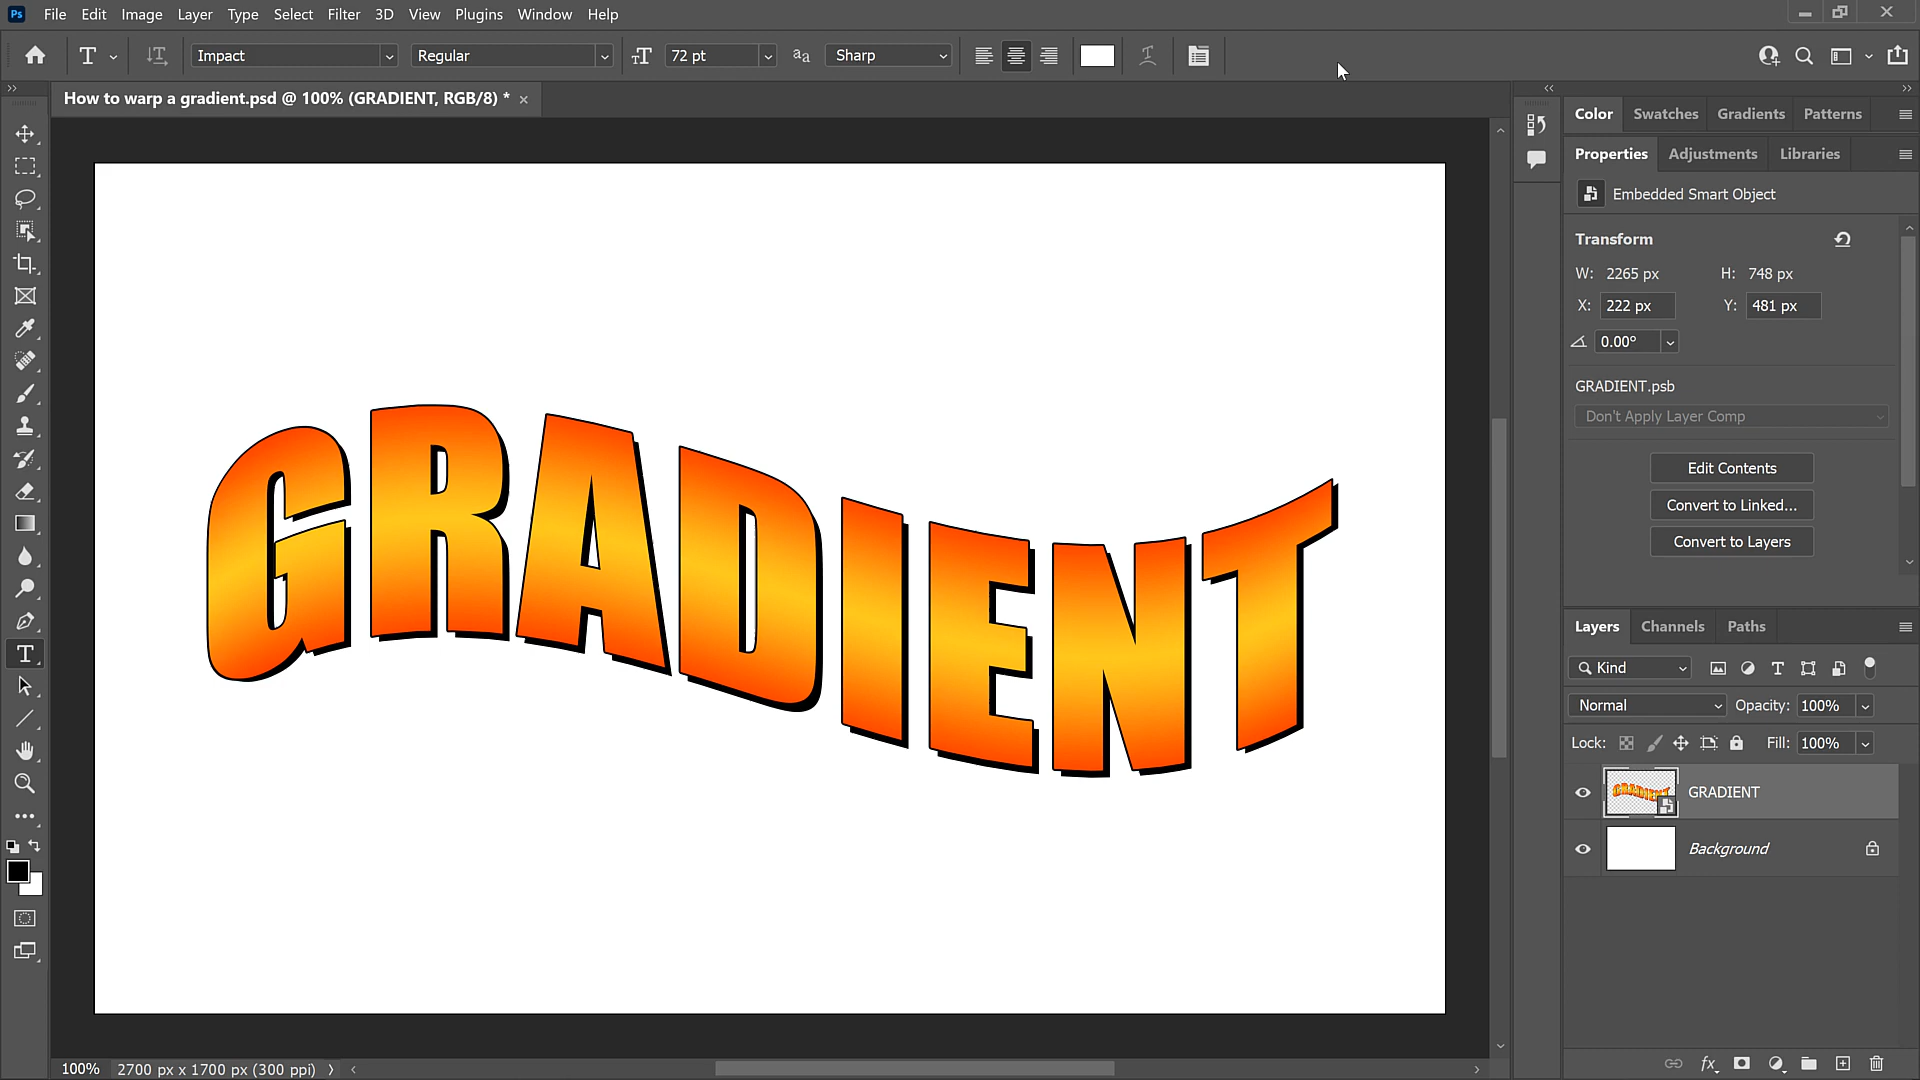 Ps File Edit Image Layer Type Select Filter 3D View Plugins Window Help
T Impact Regular TT 72 pt aa Sharp
How to warp a gradient.psd @ 100% (GRADIENT, RGB/8) *
Color Swatches Gradients Patterns
Properties Adjustments Libraries
Embedded Smart Object
Transform
W: 2265 px H: 748 px
X: 222 px Y: 481 px
0.00°
GRADIENT.psb
Don't Apply Layer Comp
Edit Contents
Convert to Linked...
Convert to Layers
GRADIENT
Layers Channels Paths
Kind
Normal Opacity: 100%
Lock: Fill: 100%
GRADIENT
Background
100% 2700 px x 1700 px (300 ppi)
fx